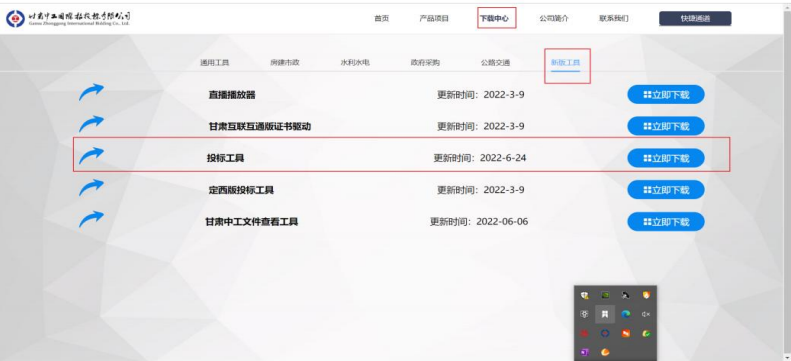 甘肃中工国际招投标有限公司
Gansu Zhonggong International Bidding Co., Ltd.
首页 产品项目 下载中心 公司简介 联系我们 快捷通道
通用工具 房建市政 水利水电 政府采购 公路交通 新版工具
直播播放器 更新时间：2022-3-9 立即下载
甘肃互联互通版证书驱动 更新时间：2022-3-9 立即下载
投标工具 更新时间：2022-6-24 立即下载
定西版投标工具 更新时间：2022-3-9 立即下载
甘肃中工文件查看工具 更新时间：2022-06-06 立即下载